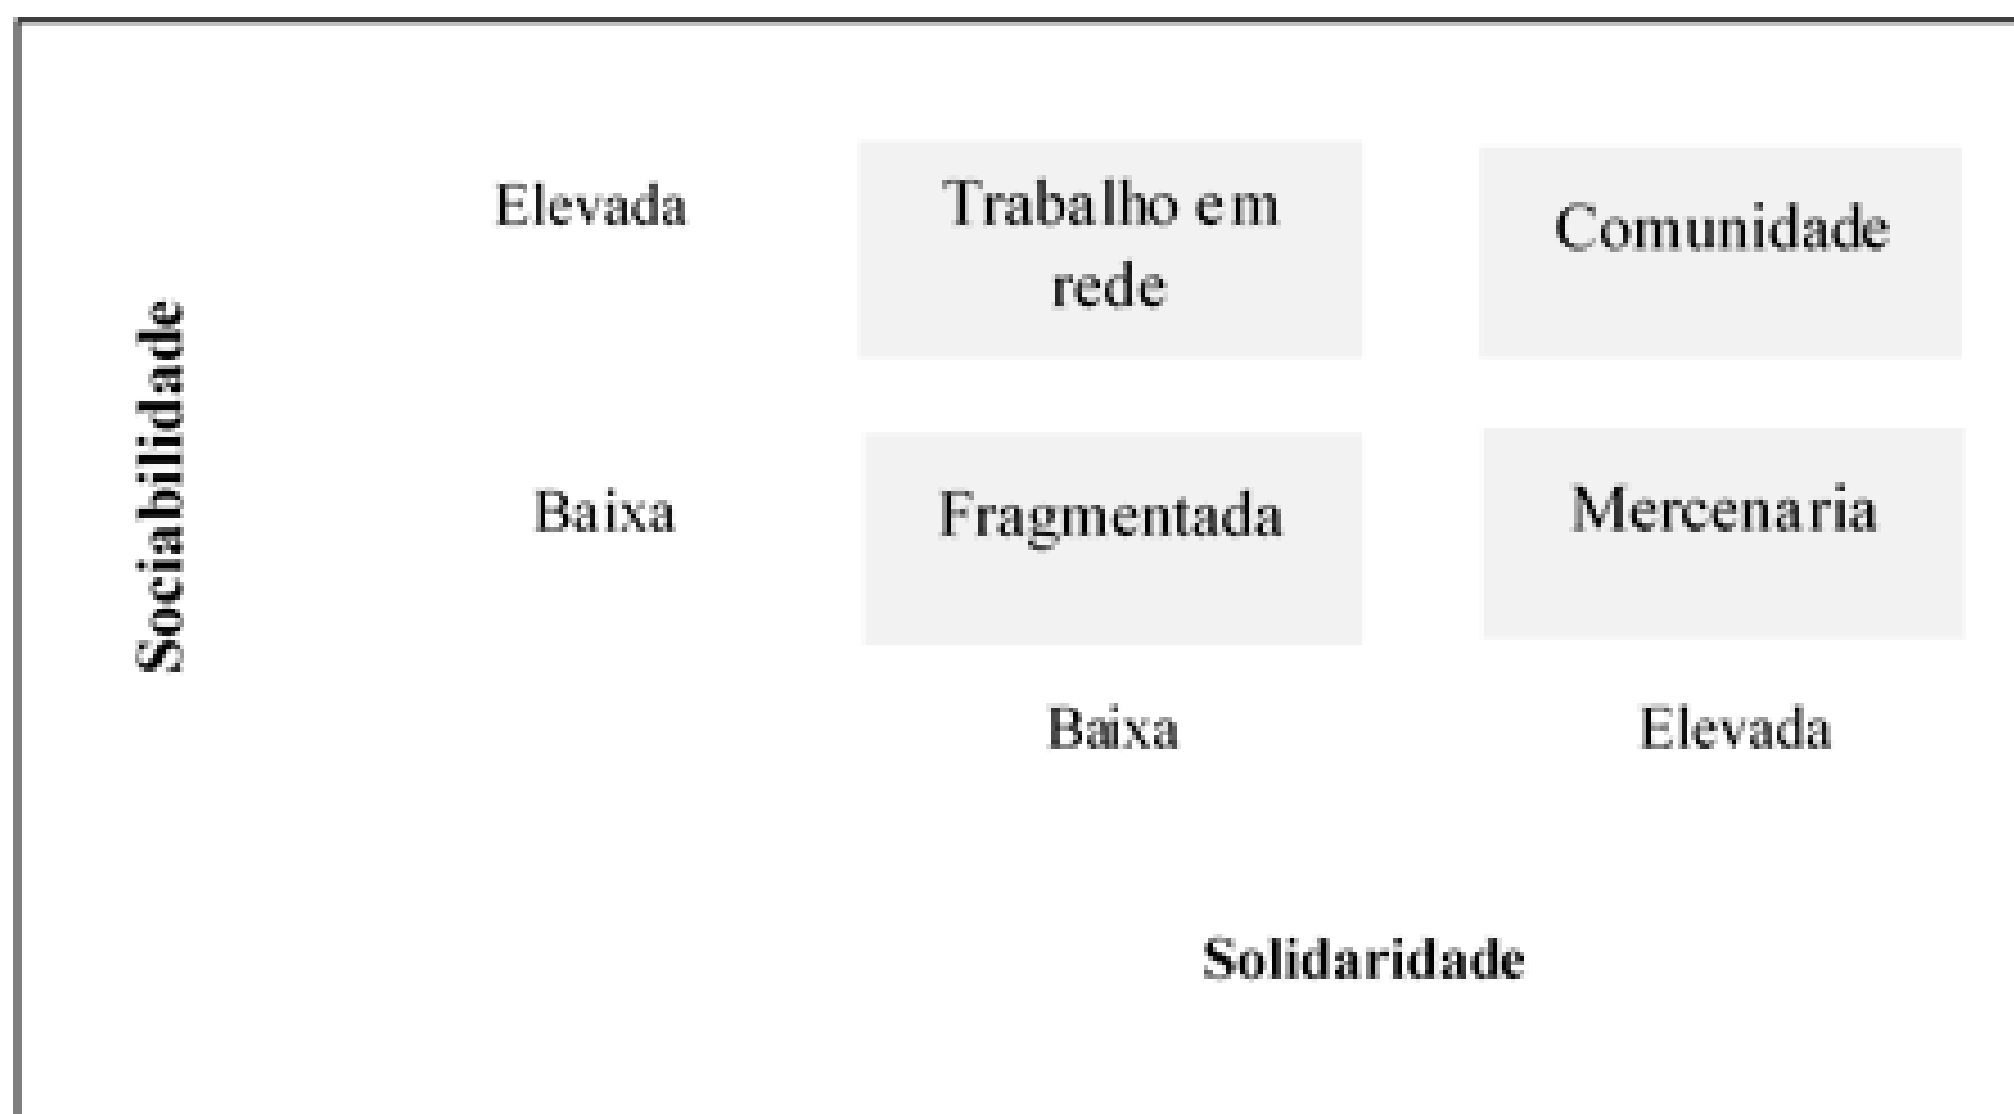 Sociabilidade
Elevada
Trabalho em
rede
Comunidade
Baixa
Fragmentada
Mercenaria
Baixa
Elevada
Solidaridade